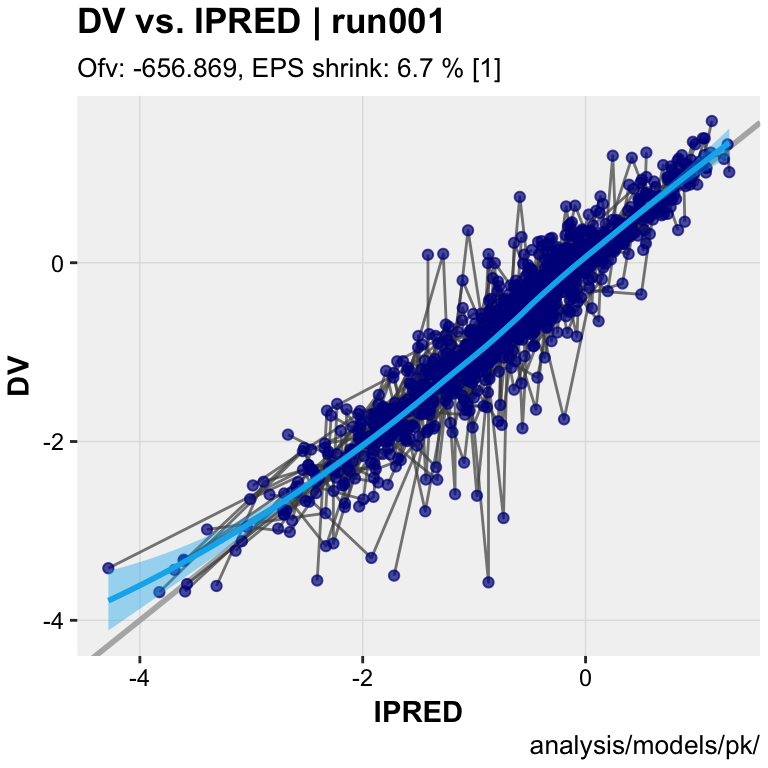 DV vs. IPRED | run001
Ofv: -656.869, EPS shrink: 6.7 % [1]
0
-2
-4
DV
-4
-2
0
IPRED
analysis/models/pk/